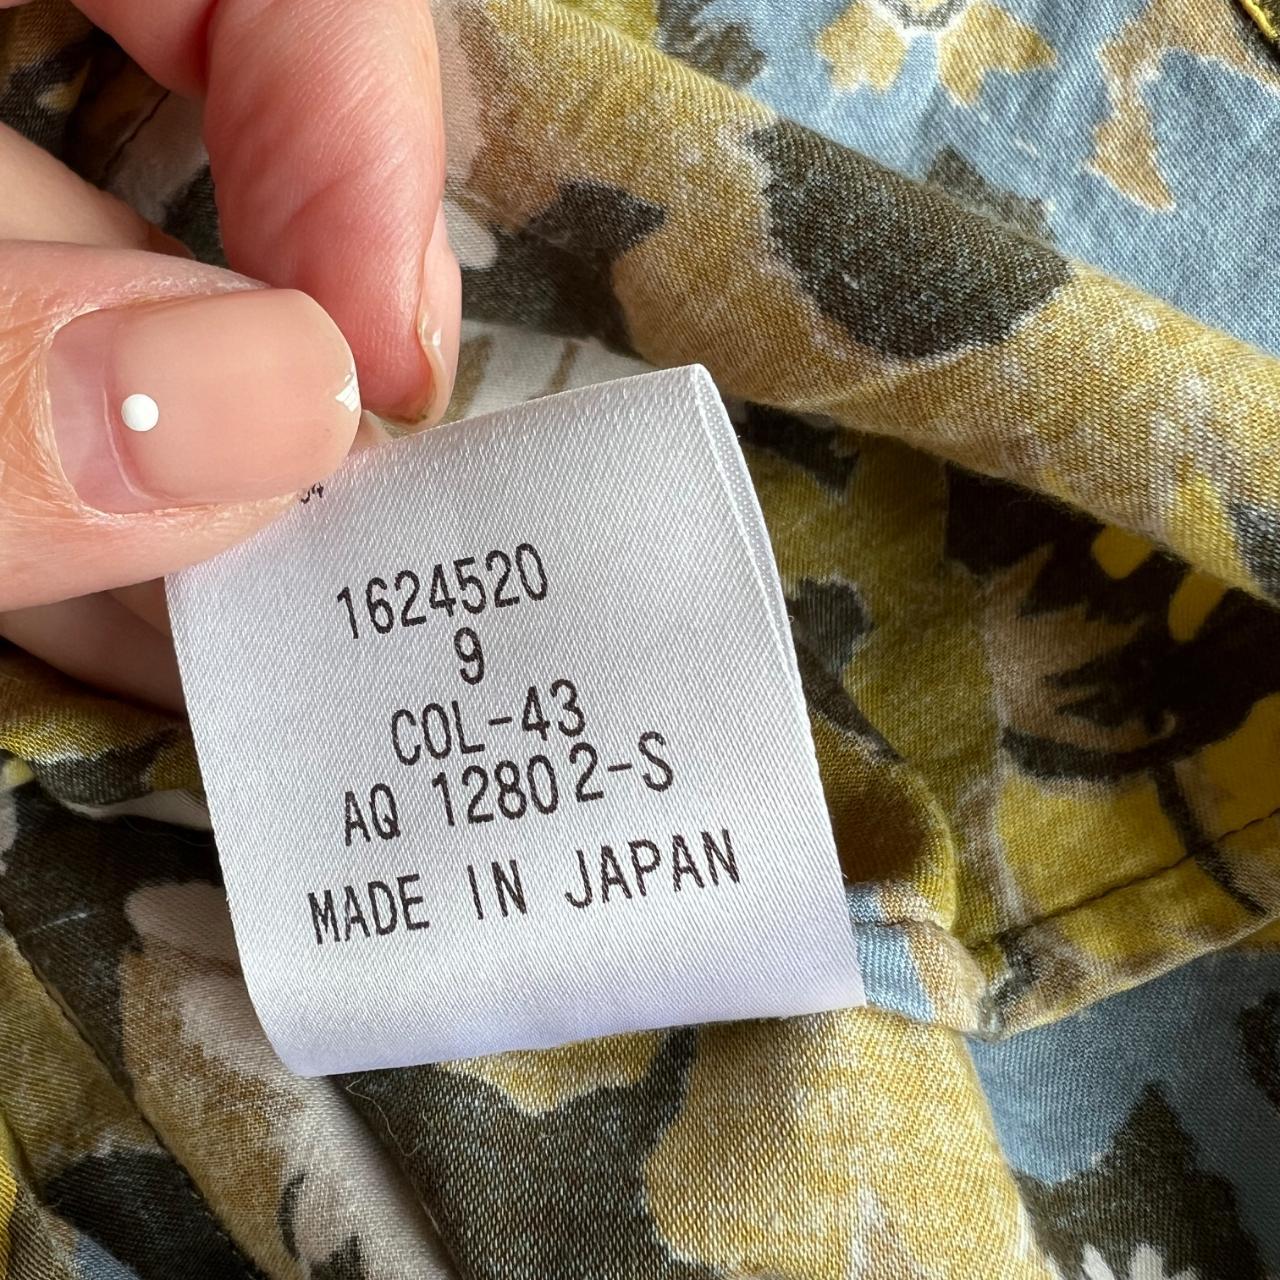 1624520
9
COL-43
AQ 12802-S
MADE IN JAPAN